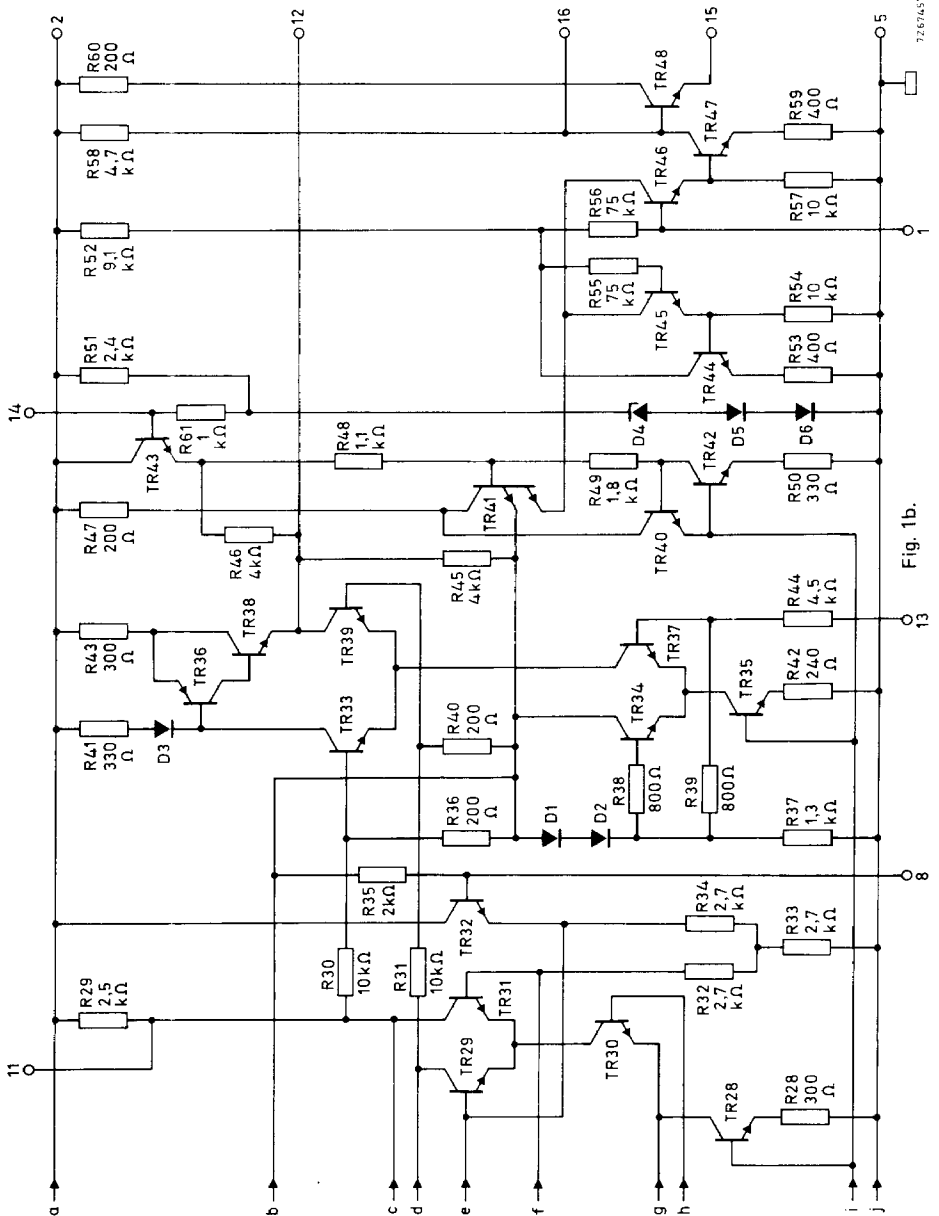 11
14
2
R29
2,5
kΩ
R41
330
Ω
R43
300
Ω
R47
200
Ω
R51
2,4
kΩ
R52
9,1
kΩ
R58
4,7
kΩ
R60
200
Ω
a
D3
TR36
TR38
R46
4kΩ
TR43
R61
1
kΩ
12
b
R35
2kΩ
R30
10kΩ
R31
10kΩ
TR33
TR39
R36
200
Ω
R40
200
Ω
R45
4kΩ
R48
1,1
kΩ
c
d
e
f
TR29
TR31
TR32
TR41
D1
D2
16
g
h
TR30
R32
2,7
kΩ
R34
2,7
kΩ
R33
2,7
kΩ
R38
800Ω
R39
800Ω
TR34
TR37
TR40
R49
1,8
kΩ
TR42
D4
D5
D6
TR44
TR45
R55
75
kΩ
R56
75
kΩ
TR46
TR47
TR48
15
TR28
R28
300
Ω
R37
1,3
kΩ
TR35
R42
240
Ω
R44
4,5
kΩ
R50
330
Ω
R53
400
Ω
R54
10
kΩ
R57
10
kΩ
R59
400
Ω
i
j
5
8
13
1
Fig. 1b.